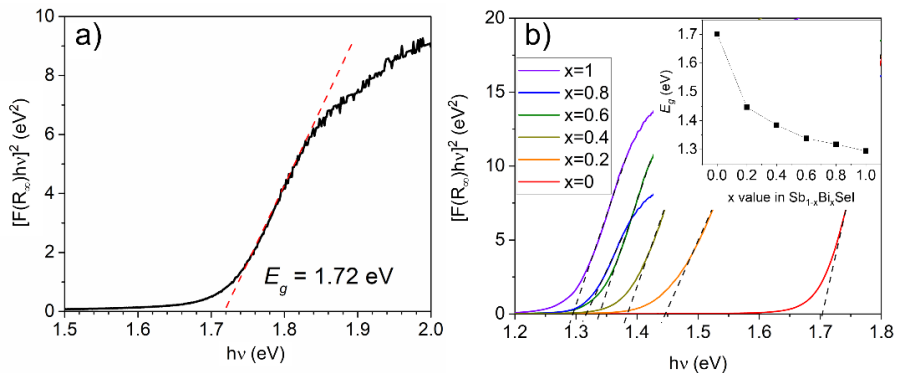 a)
[F(R∞)hν]² (eV²)
10
8
6
4
2
0
1.5
1.6
1.7
1.8
1.9
2.0
hν (eV)
E_g = 1.72 eV
b)
[F(R∞)hν]² (eV²)
20
15
10
5
0
1.2
1.3
1.4
1.5
1.6
1.7
1.8
hν (eV)
x=1
x=0.8
x=0.6
x=0.4
x=0.2
x=0
E_g (eV)
1.7
1.6
1.5
1.4
1.3
0.0
0.2
0.4
0.6
0.8
1.0
x value in Sb₁₋ₓBiₓSeI